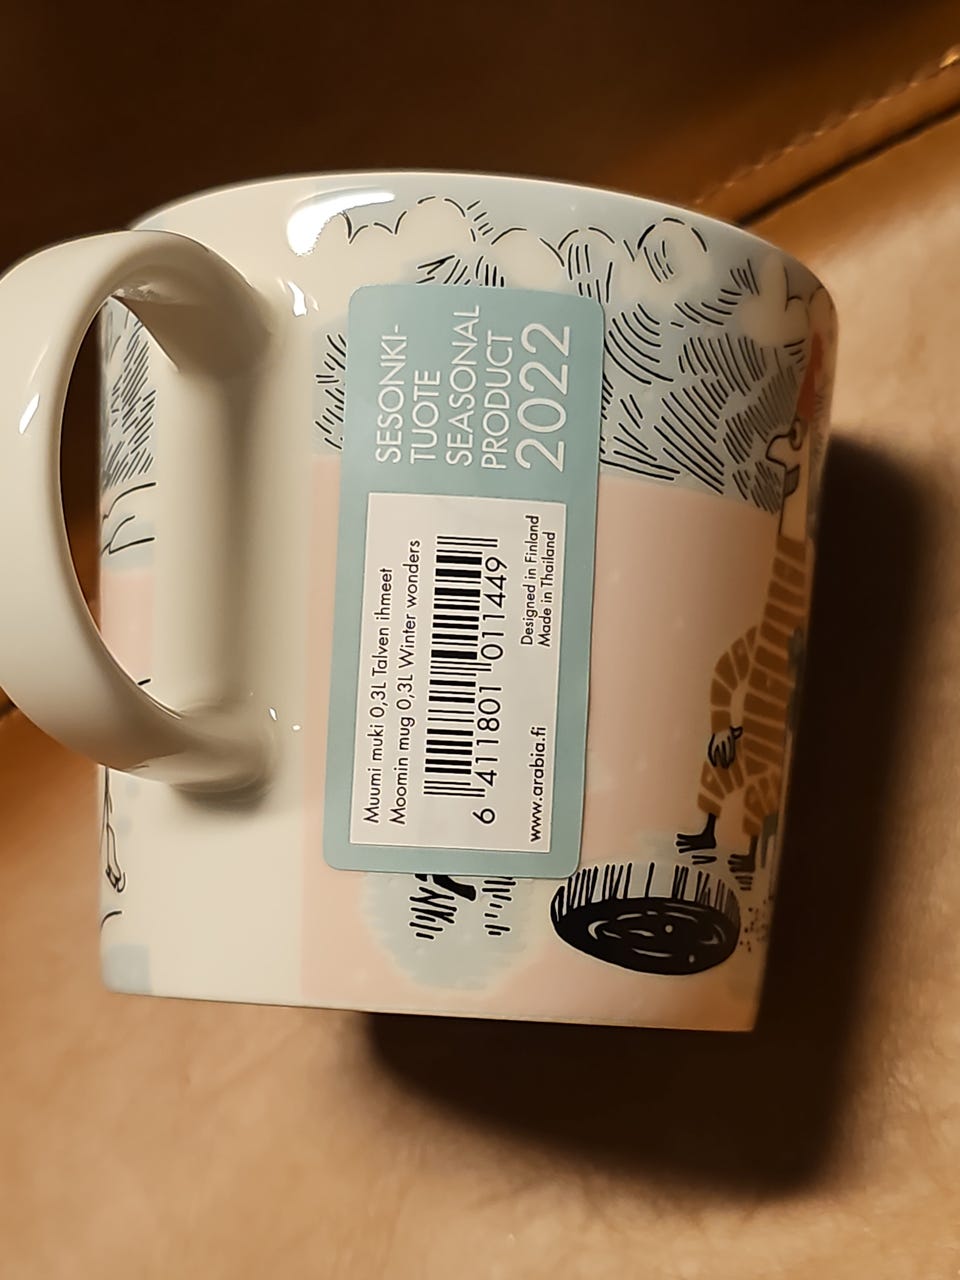 SESONKI-
TUOTE
SEASONAL
PRODUCT
2022
Muumi muki 0,3L Talven ihmeet
Moomin mug 0,3L Winter wonders
6 411801 011449
www.arabia.fi
Designed in Finland
Made in Thailand